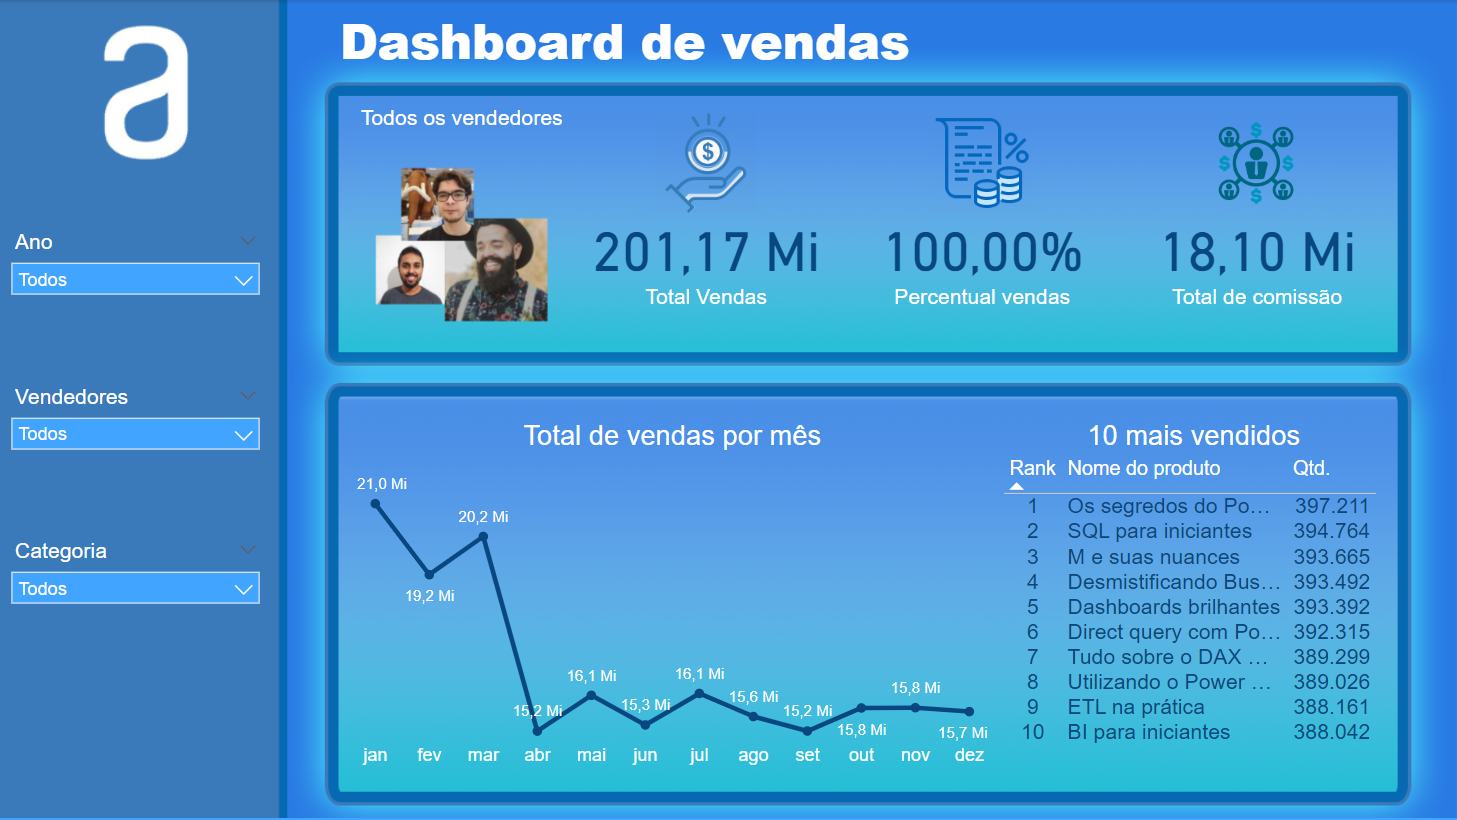 a
Dashboard de vendas
Ano
Todos
Vendedores
Todos
Categoria
Todos
Todos os vendedores
201,17 Mi
Total Vendas
100,00%
Percentual vendas
18,10 Mi
Total de comissão
Total de vendas por mês
21,0 Mi
19,2 Mi
20,2 Mi
15,2 Mi
16,1 Mi
15,3 Mi
16,1 Mi
15,6 Mi
15,2 Mi
15,8 Mi
15,8 Mi
15,7 Mi
jan fev mar abr mai jun jul ago set out nov dez
10 mais vendidos
Rank Nome do produto Qtd.
1 Os segredos do Po… 397.211
2 SQL para iniciantes 394.764
3 M e suas nuances 393.665
4 Desmistificando Bus… 393.492
5 Dashboards brilhantes 393.392
6 Direct query com Po… 392.315
7 Tudo sobre o DAX … 389.299
8 Utilizando o Power … 389.026
9 ETL na prática 388.161
10 BI para iniciantes 388.042